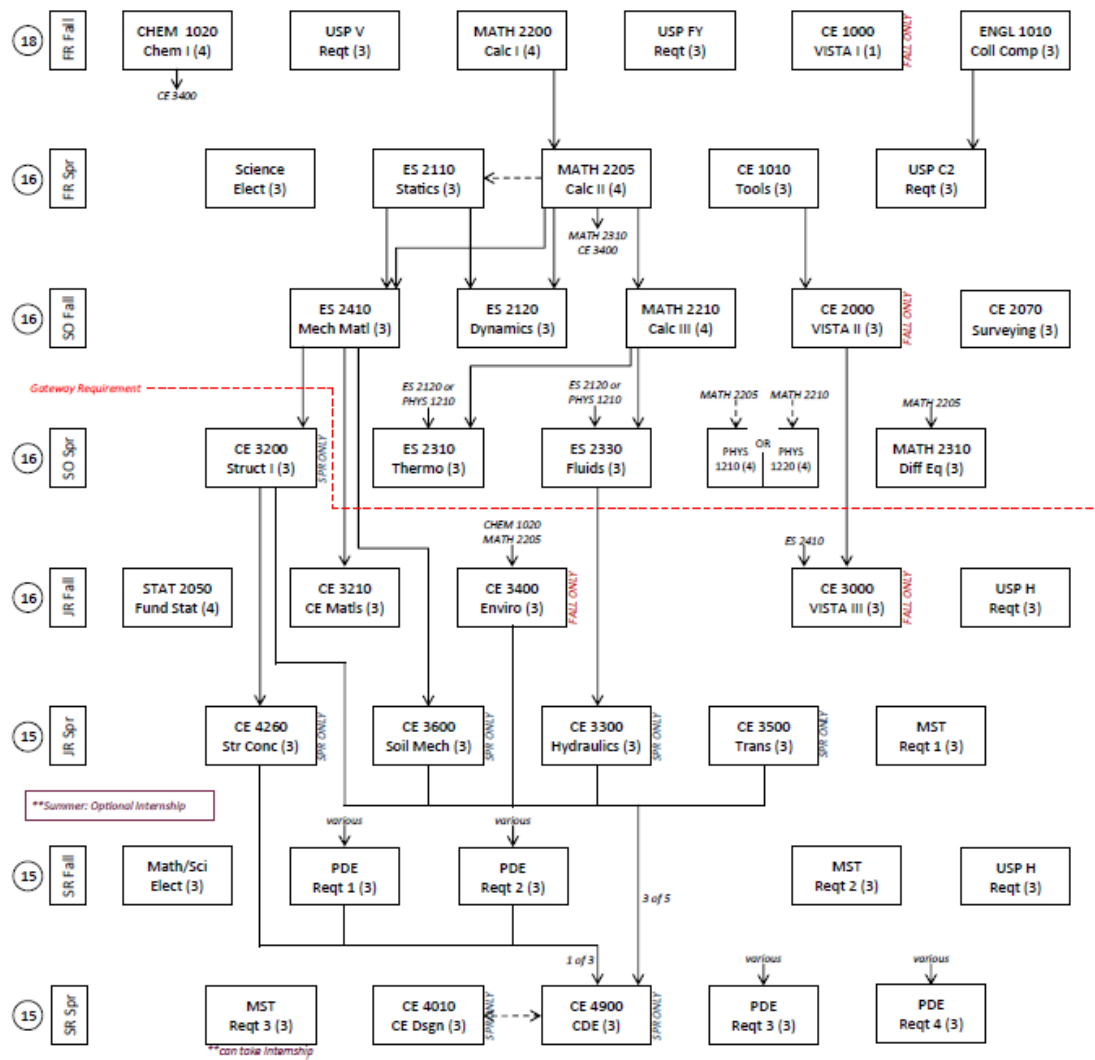 18
FR Fall
CHEM 1020
Chem I (4)
USP V
Reqt (3)
MATH 2200
Calc I (4)
USP FY
Reqt (3)
CE 1000
VISTA I (1)
FALL ONLY
ENGL 1010
Coll Comp (3)
CE 3400
16
FR Spr
Science
Elect (3)
ES 2110
Statics (3)
MATH 2205
Calc II (4)
CE 1010
Tools (3)
USP C2
Reqt (3)
MATH 2310
CE 3400
16
SO Fall
ES 2410
Mech Matl (3)
ES 2120
Dynamics (3)
MATH 2210
Calc III (4)
CE 2000
VISTA II (3)
FALL ONLY
CE 2070
Surveying (3)
Gateway Requirement
ES 2120 or
PHYS 1210
ES 2120 or
PHYS 1210
MATH 2205
MATH 2210
MATH 2205
16
SO Spr
CE 3200
Struct I (3)
SPR ONLY
ES 2310
Thermo (3)
ES 2330
Fluids (3)
PHYS
1210 (4)
OR
PHYS
1220 (4)
MATH 2310
Diff Eq (3)
CHEM 1020
MATH 2205
ES 2410
16
JR Fall
STAT 2050
Fund Stat (4)
CE 3210
CE Matls (3)
CE 3400
Enviro (3)
FALL ONLY
CE 3000
VISTA III (3)
FALL ONLY
USP H
Reqt (3)
15
JR Spr
CE 4260
Str Conc (3)
SPR ONLY
CE 3600
Soil Mech (3)
SPR ONLY
CE 3300
Hydraulics (3)
SPR ONLY
CE 3500
Trans (3)
SPR ONLY
MST
Reqt 1 (3)
**Summer: Optional Internship
various
various
15
SR Fall
Math/Sci
Elect (3)
PDE
Reqt 1 (3)
PDE
Reqt 2 (3)
3 of 5
MST
Reqt 2 (3)
USP H
Reqt (3)
1 of 3
various
various
15
SR Spr
MST
Reqt 3 (3)
CE 4010
CE Dsgn (3)
SPR ONLY
CE 4900
CDE (3)
SPR ONLY
PDE
Reqt 3 (3)
PDE
Reqt 4 (3)
**can take Internship